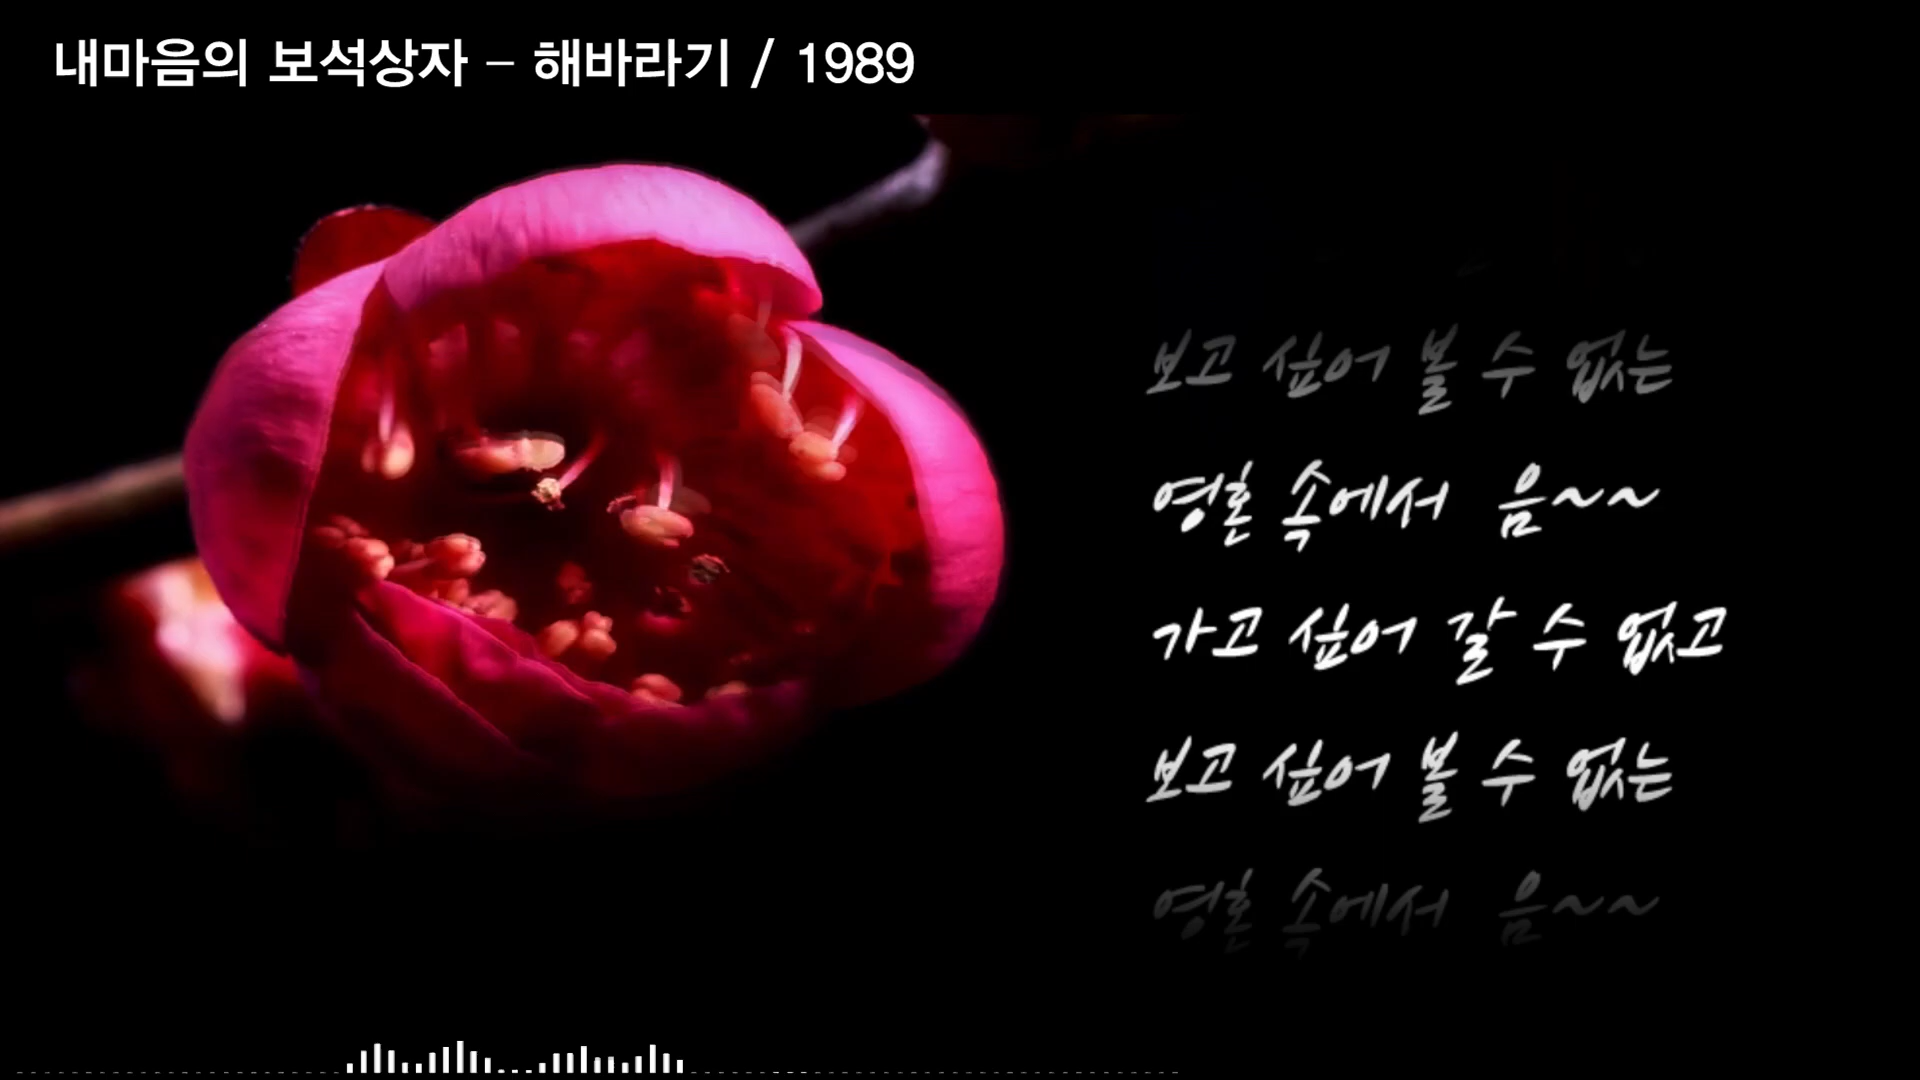 내마음의 보석상자 - 해바라기 / 1989
보고 싶어 볼 수 없는
영혼 속에서 음~~
가고 싶어 갈 수 없고
보고 싶어 볼 수 없는
영혼 속에서 음~~